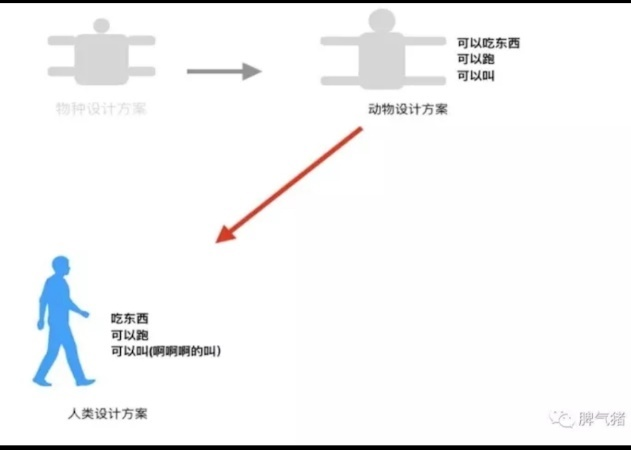 可以吃东西
可以跑
可以叫
物种设计方案
动物设计方案
吃东西
可以跑
可以叫(啊啊啊的叫)
人类设计方案
脾气猪